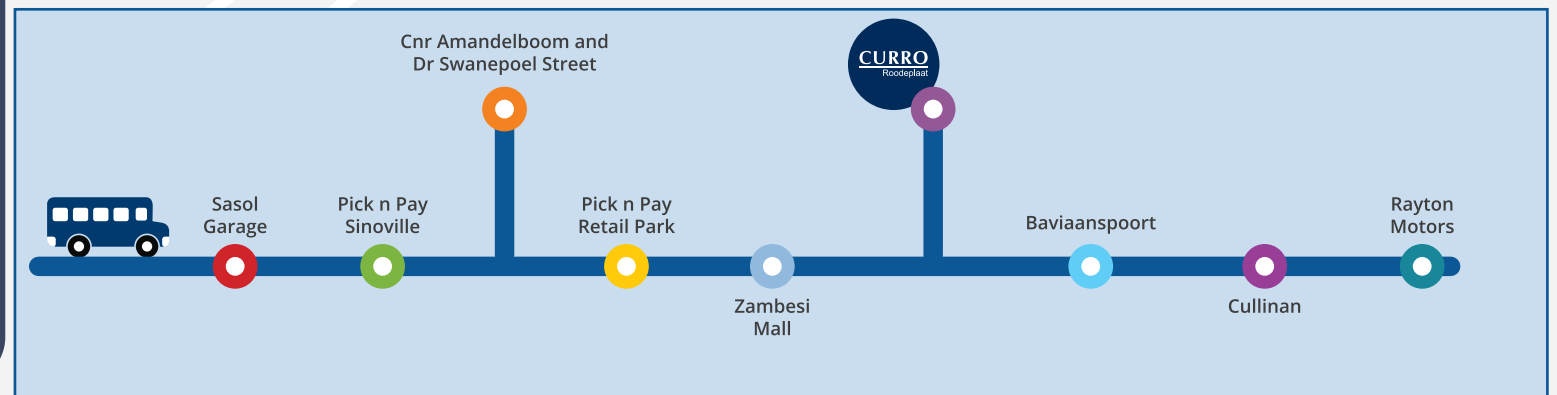 Cnr Amandelboom and
Dr Swanepoel Street
CURRO
Roodeplaat
Sasol
Garage
Pick n Pay
Sinoville
Pick n Pay
Retail Park
Zambesi
Mall
Baviaanspoort
Cullinan
Rayton
Motors